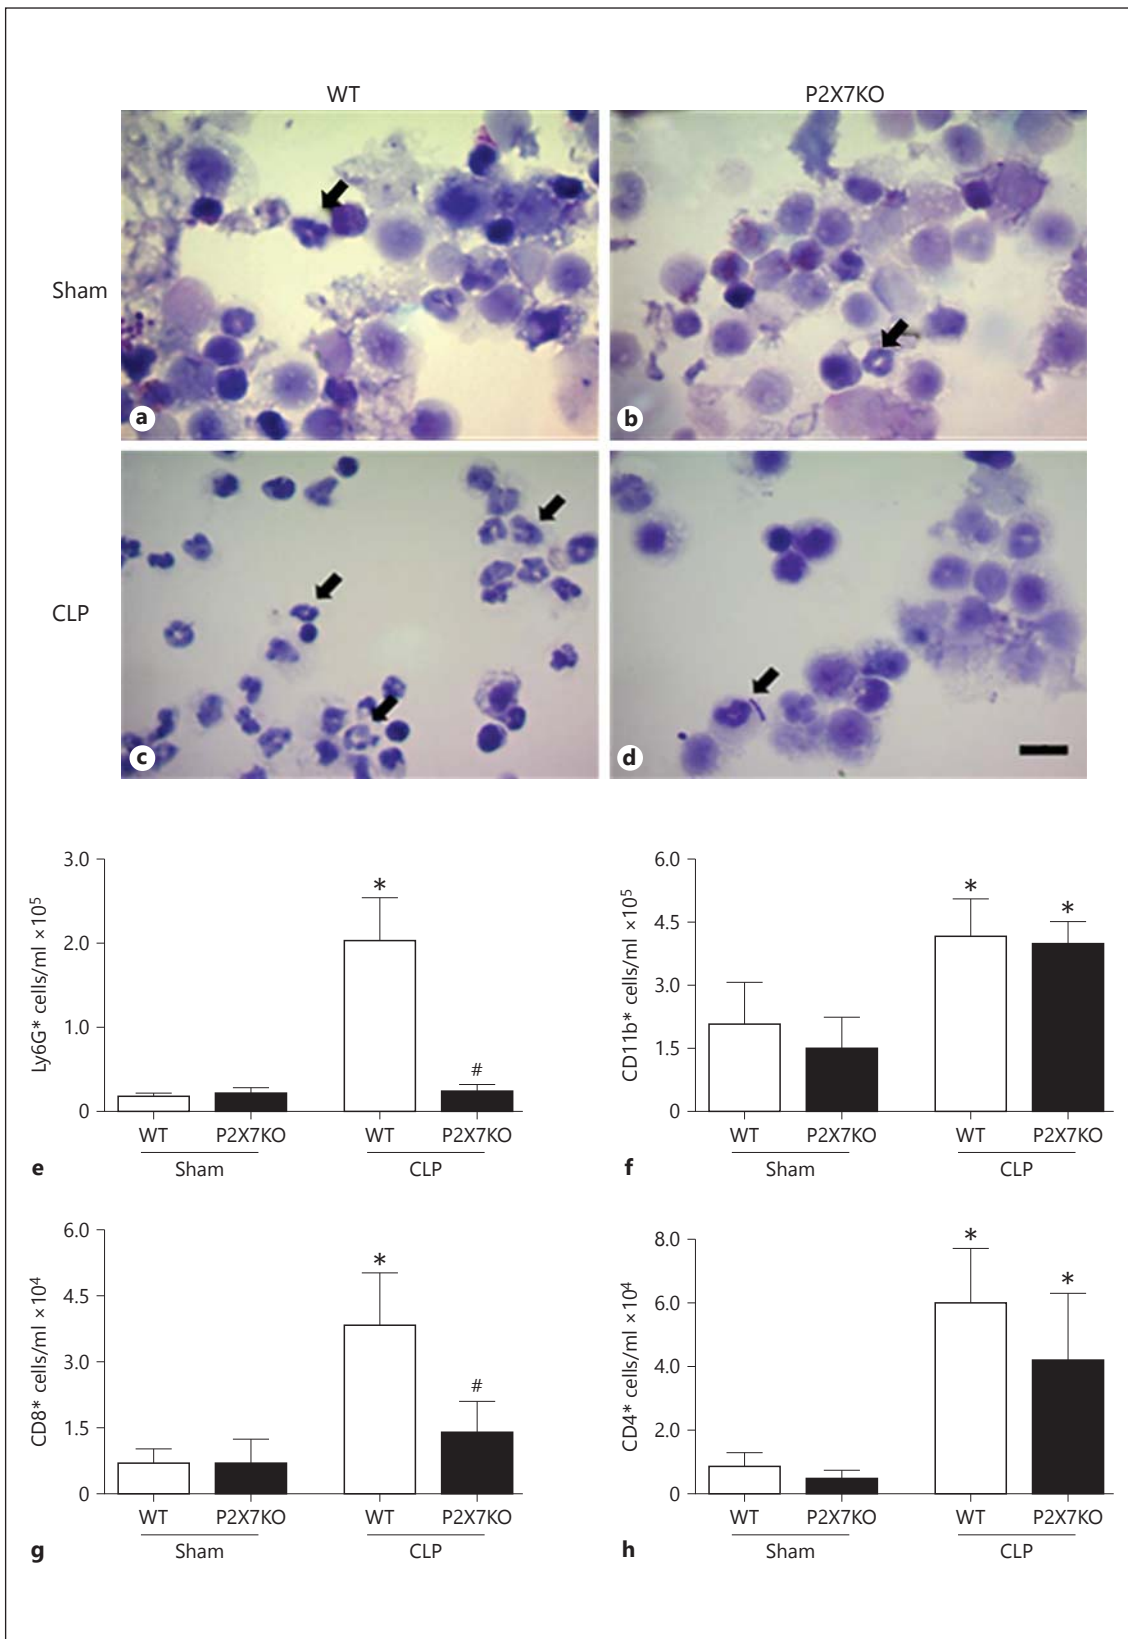 WT P2X7KO
Sham
a b
CLP
c d
3.0 2.0 1.0 0
Ly6G* cells/ml ×10⁵
* #
WT P2X7KO WT P2X7KO
Sham CLP
e
6.0 4.5 3.0 1.5 0
CD11b* cells/ml ×10⁵
* *
WT P2X7KO WT P2X7KO
Sham CLP
f
6.0 4.5 3.0 1.5 0
CD8* cells/ml ×10⁴
* #
WT P2X7KO WT P2X7KO
Sham CLP
g
8.0 6.0 4.0 2.0 0
CD4* cells/ml ×10⁴
* *
WT P2X7KO WT P2X7KO
Sham CLP
h